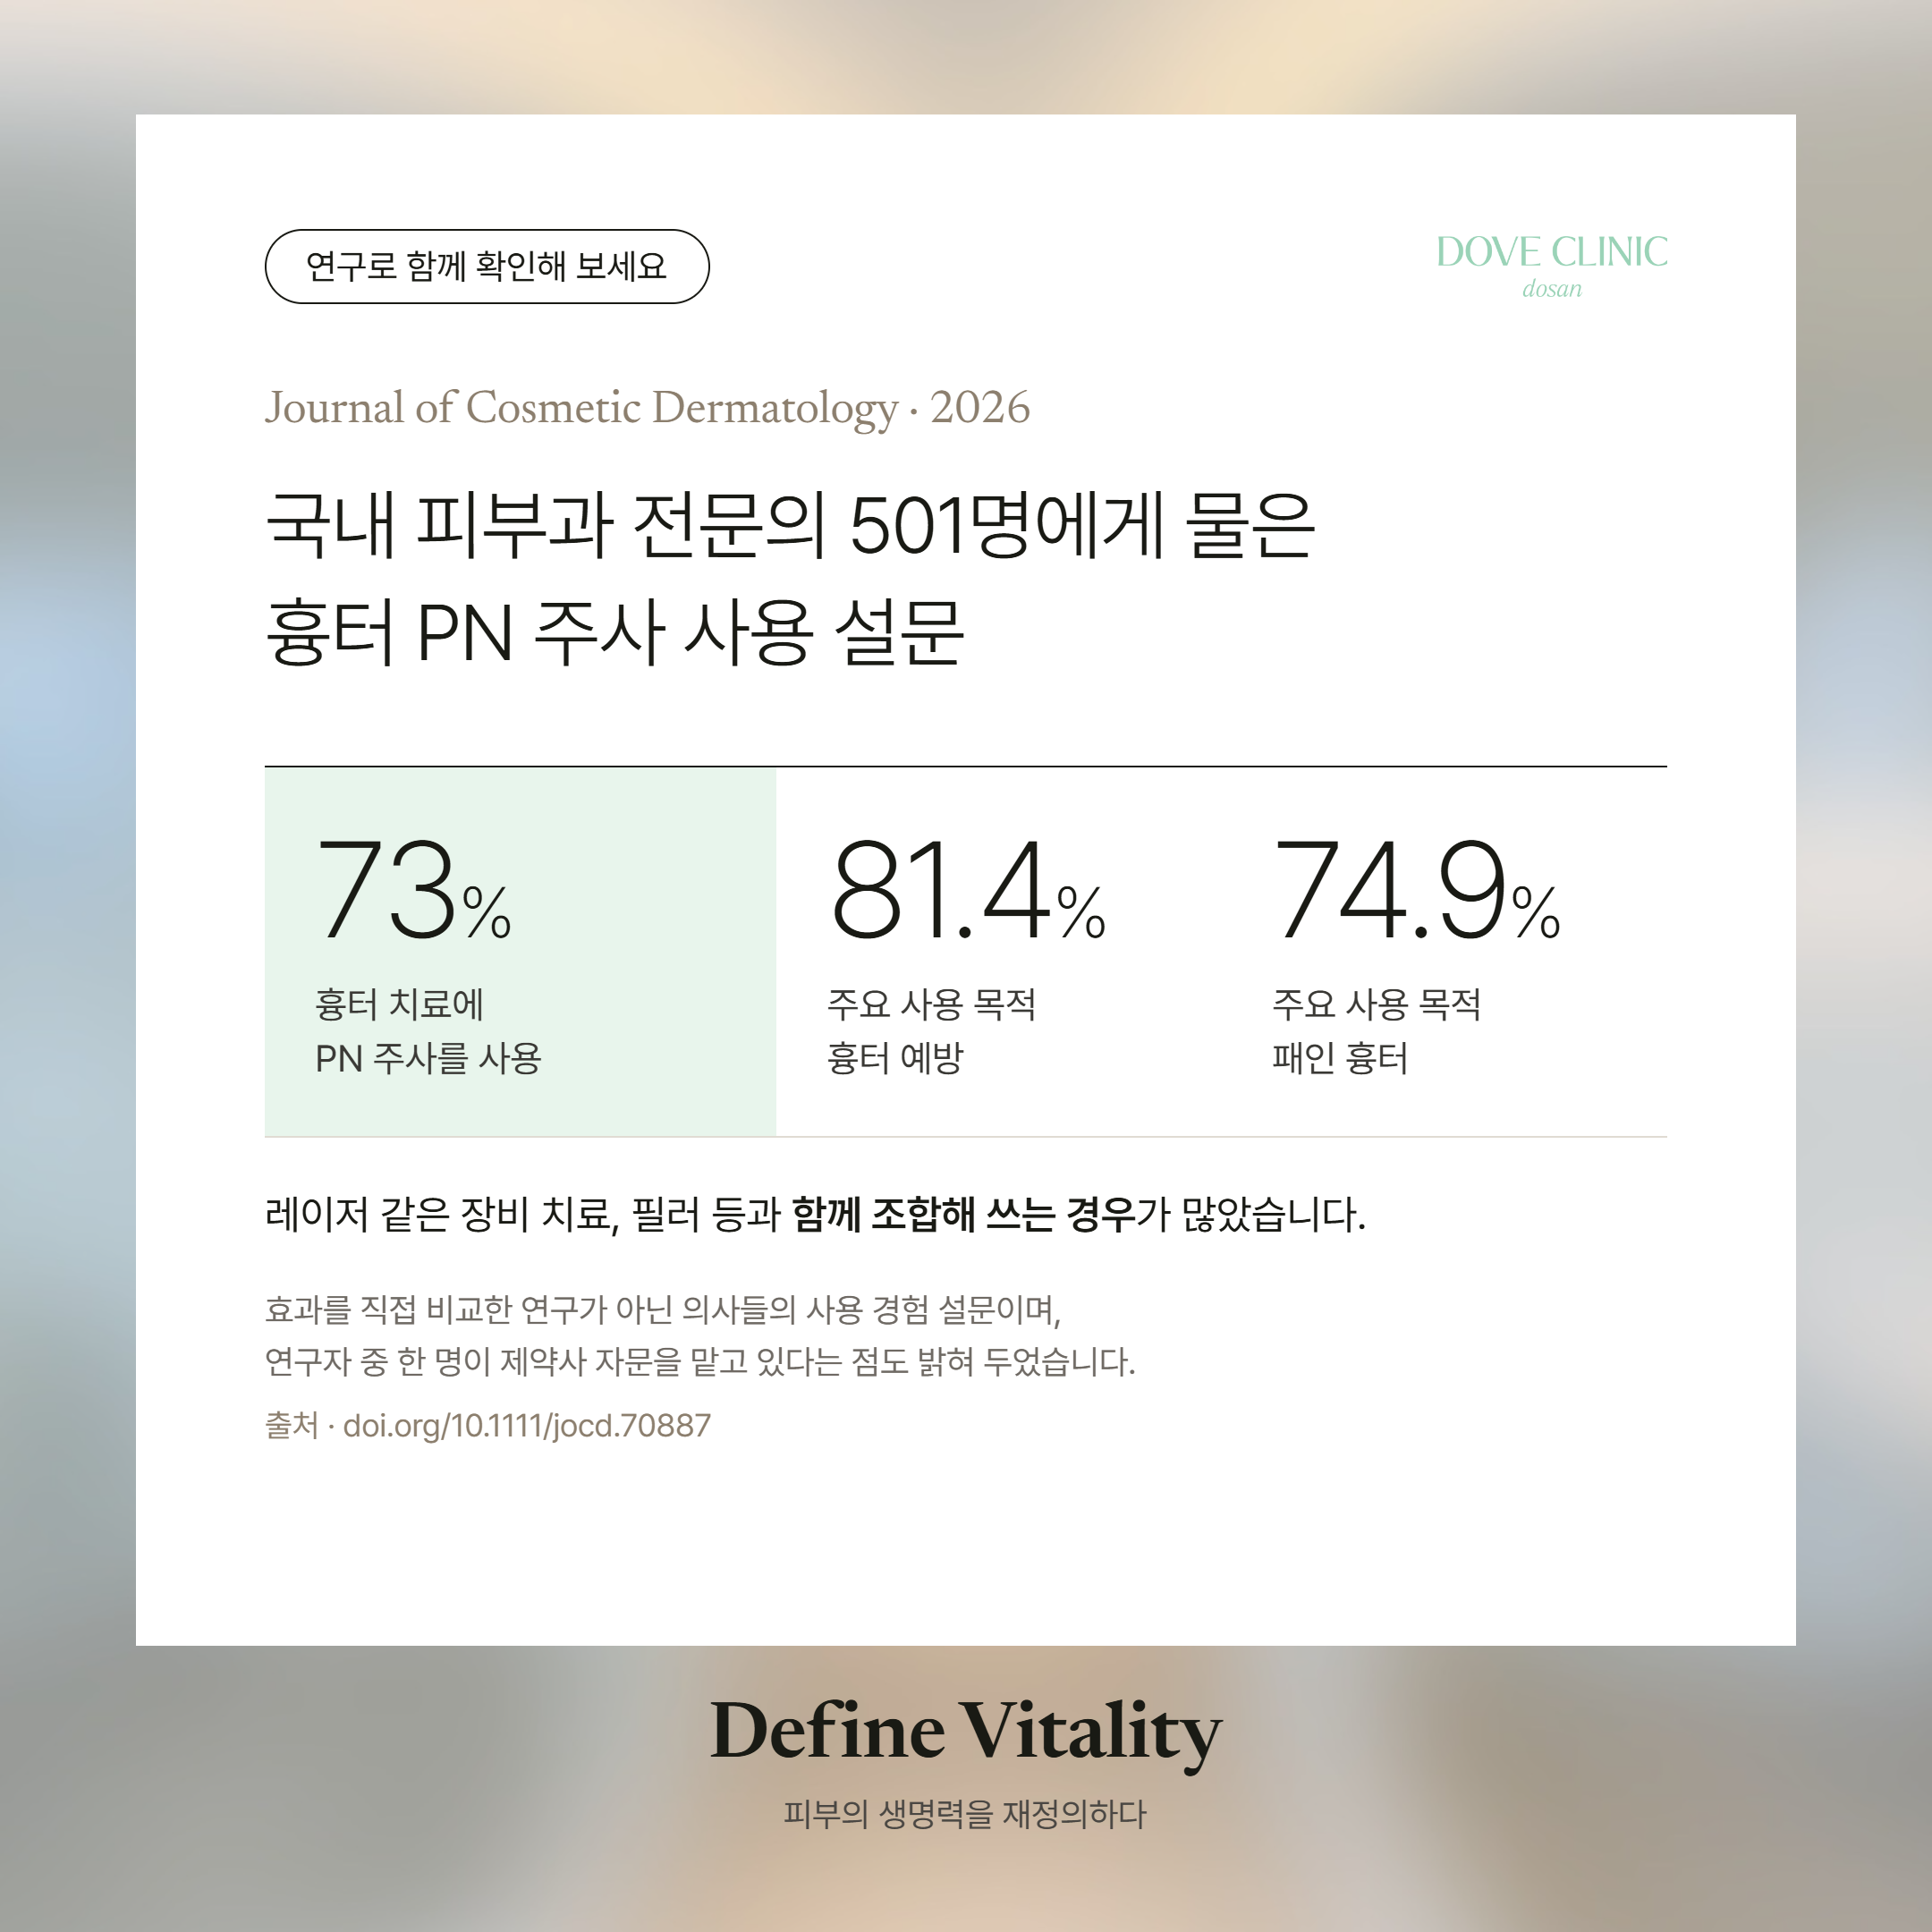 연구로 함께 확인해 보세요
DOVE CLINIC
dosan
Journal of Cosmetic Dermatology · 2026
국내 피부과 전문의 501명에게 물은
흉터 PN 주사 사용 설문
73%
흉터 치료에
PN 주사를 사용
81.4%
주요 사용 목적
흉터 예방
74.9%
주요 사용 목적
패인 흉터
레이저 같은 장비 치료, 필러 등과 함께 조합해 쓰는 경우가 많았습니다.
효과를 직접 비교한 연구가 아닌 의사들의 사용 경험 설문이며,
연구자 중 한 명이 제약사 자문을 맡고 있다는 점도 밝혀 두었습니다.
출처 · doi.org/10.1111/jocd.70887
Define Vitality
피부의 생명력을 재정의하다